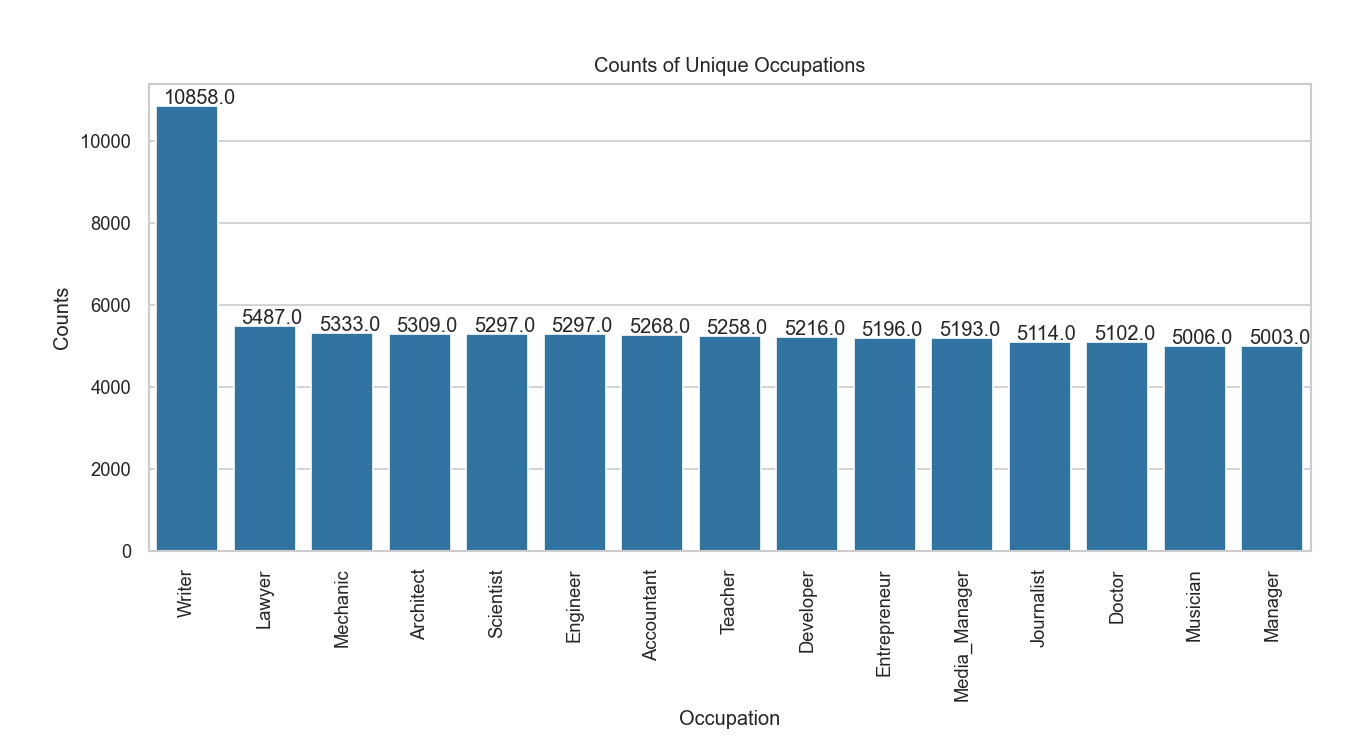 Counts of Unique Occupations
10858.0
5487.0
5333.0
5309.0
5297.0
5297.0
5268.0
5258.0
5216.0
5196.0
5193.0
5114.0
5102.0
5006.0
5003.0
10000
8000
6000
4000
2000
0
Counts
Writer
Lawyer
Mechanic
Architect
Scientist
Engineer
Accountant
Teacher
Developer
Entrepreneur
Media_Manager
Journalist
Doctor
Musician
Manager
Occupation